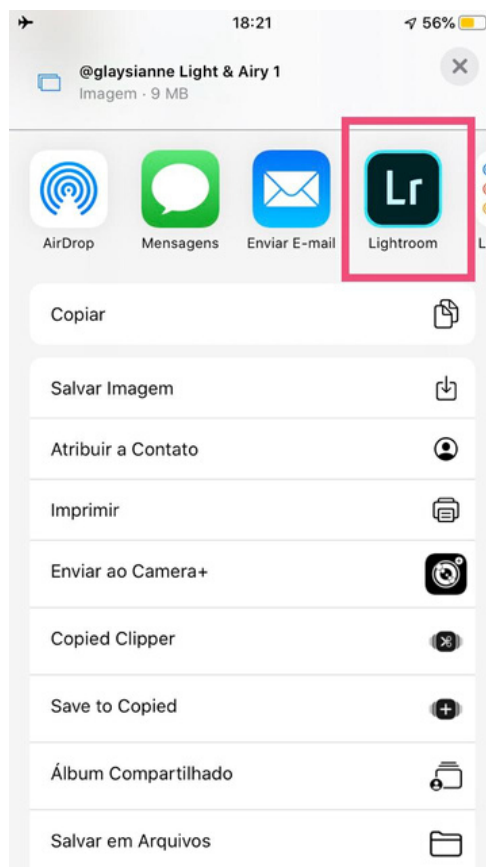 18:21
56%
@glaysianne Light & Airy 1
Imagem · 9 MB
Lr
AirDrop
Mensagens
Enviar E-mail
Lightroom
L
Copiar
Salvar Imagem
Atribuir a Contato
Imprimir
Enviar ao Camera+
Copied Clipper
Save to Copied
Álbum Compartilhado
Salvar em Arquivos